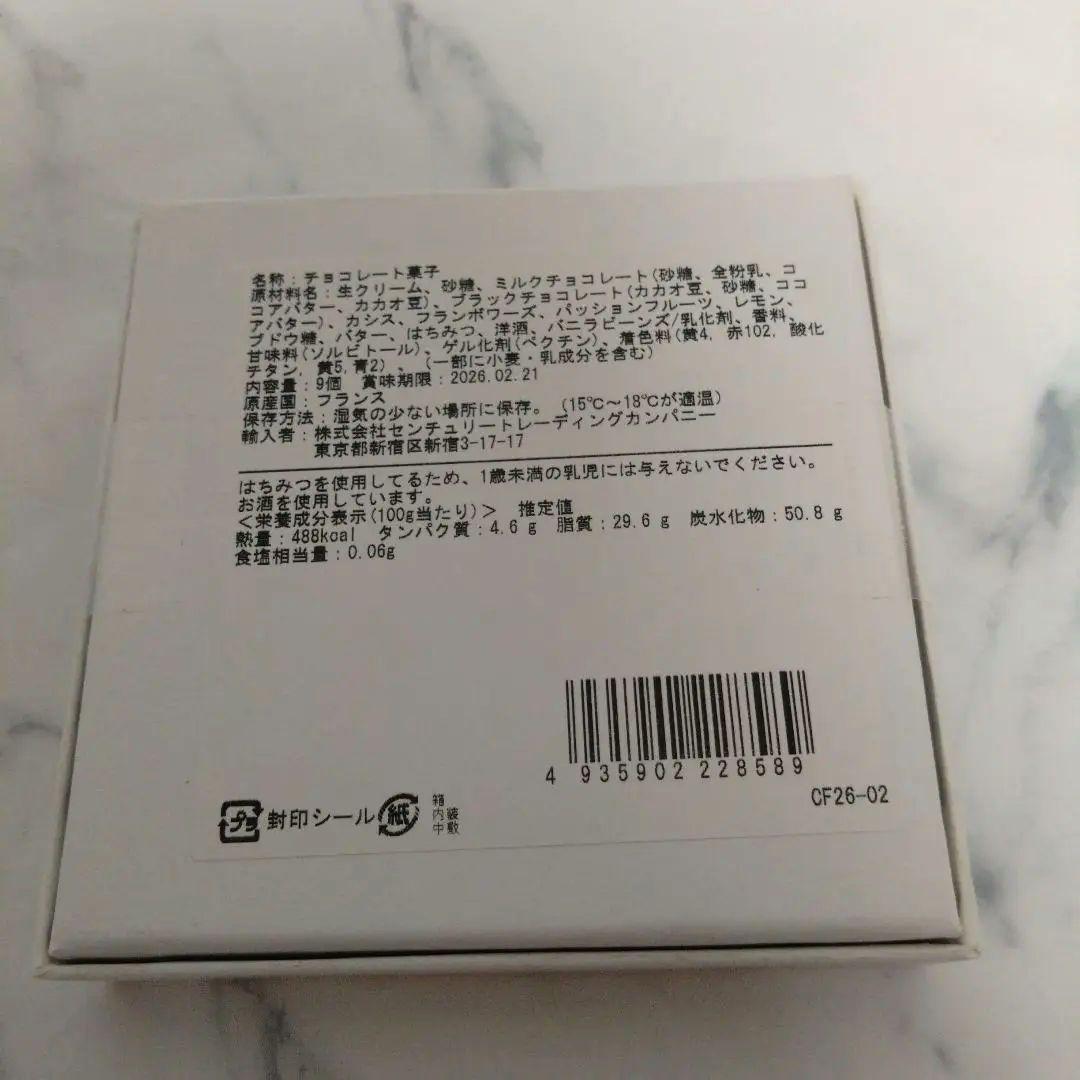 名称：チョコレート菓子
原材料名：生クリーム、砂糖、ミルクチョコレート(砂糖、全粉乳、コ
コアバター、カカオ豆)、ブラックチョコレート(カカオ豆、砂糖、ココ
アバター)、カシス、フランボワーズ、パッションフルーツ、レモン、
ブドウ糖、バター、はちみつ、洋酒、バニラビーンズ/乳化剤、香料、
甘味料(ソルビトール)、ゲル化剤(ペクチン)、着色料(黄4, 赤102, 酸化
チタン, 黄5,青2)、(一部に小麦・乳成分を含む)
内容量：9個　賞味期限：2026.02.21
原産国：フランス
保存方法：湿気の少ない場所に保存。(15℃～18℃が適温)
輸入者：株式会社センチュリートレーディングカンパニー
東京都新宿区新宿3-17-17
はちみつを使用してるため、1歳未満の乳児には与えないでください。
お酒を使用しています。
＜栄養成分表示(100g当たり)＞　推定値
熱量：488kcal　タンパク質：4.6 g　脂質：29.6 g　炭水化物：50.8 g
食塩相当量：0.06g
4 935902 228589
CF26-02
プラ 封印シール 紙 箱
内装
中敷